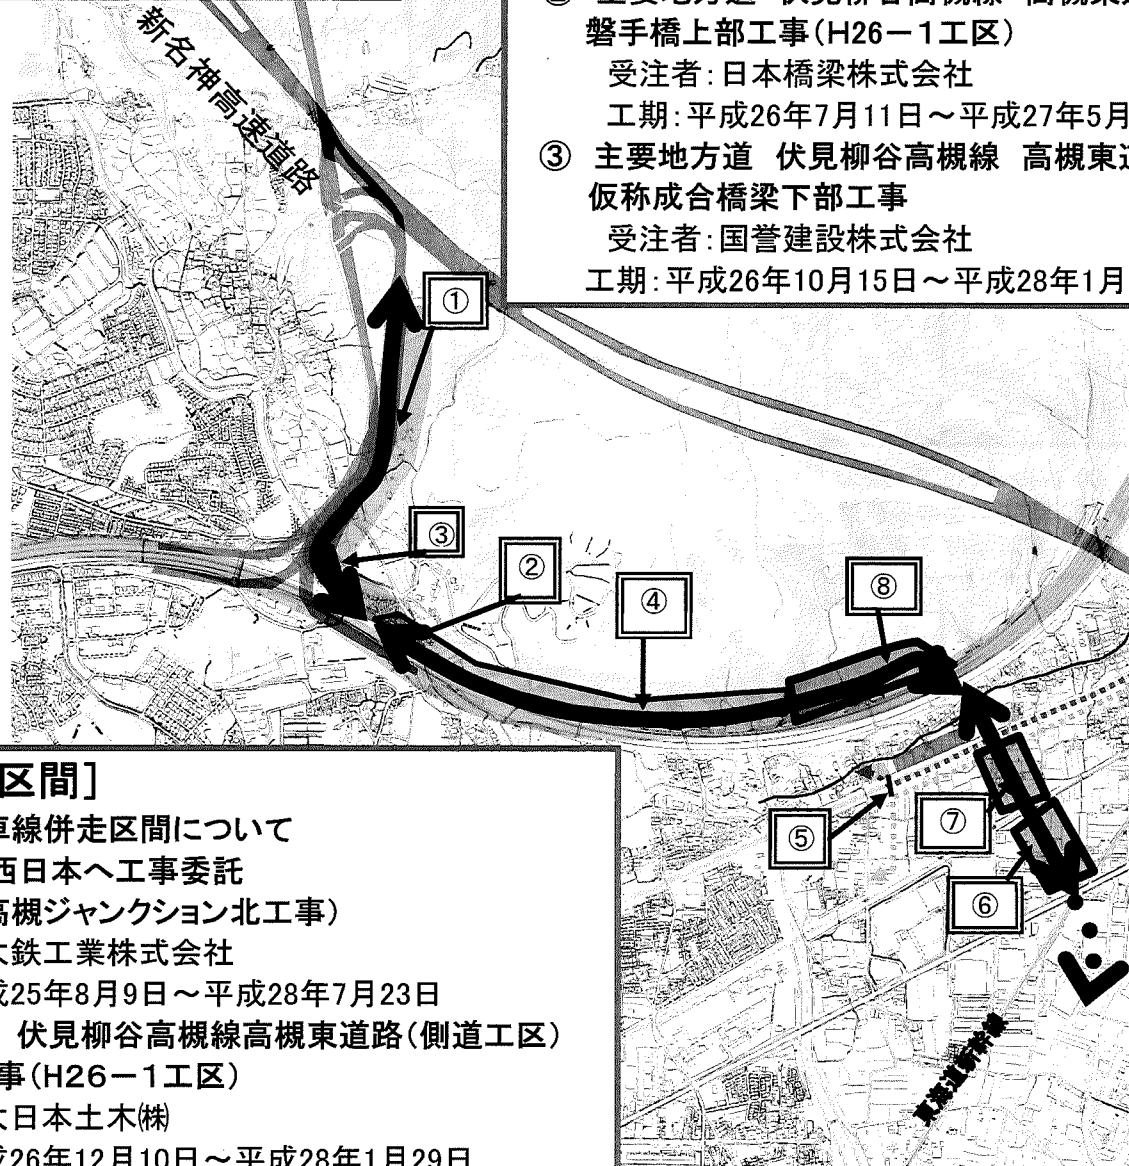 ② 主要地方道 伏見柳谷高槻線 高槻東道
磐手橋上部工事(H26-1工区)
受注者:日本橋梁株式会社
工期:平成26年7月11日~平成27年5月
③ 主要地方道 伏見柳谷高槻線 高槻東道
仮称成合橋梁下部工事
受注者:国誉建設株式会社
工期:平成26年10月15日~平成28年1月
新名神高速道路
①
③
②
④
⑧
⑤
⑦
⑥
東海道新幹線
区間]
車線併走区間について
西日本へ工事委託
高槻ジャンクション北工事)
大鉄工業株式会社
成25年8月9日~平成28年7月23日
伏見柳谷高槻線高槻東道路(側道工区)
事(H26-1工区)
大日本土木㈱
成26年12月10日~平成28年1月29日